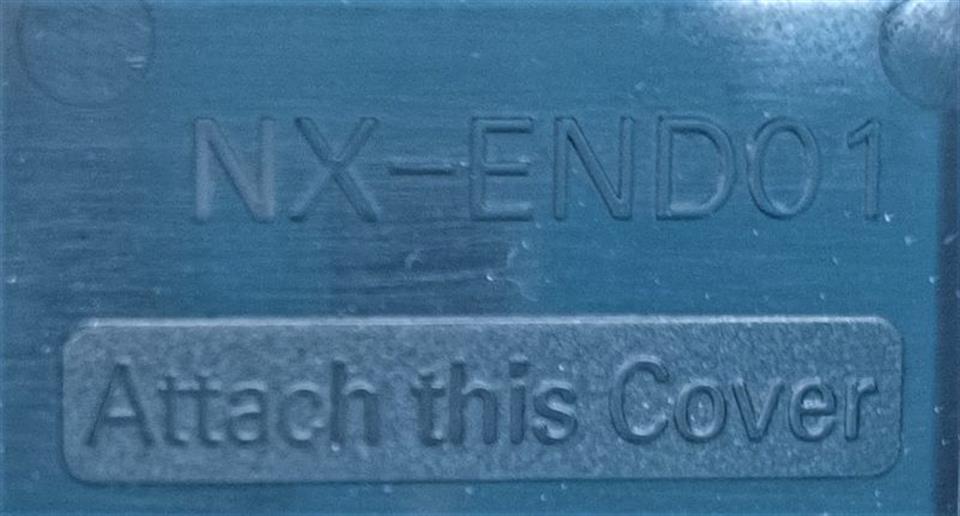 NX-END01
Attach this Cover